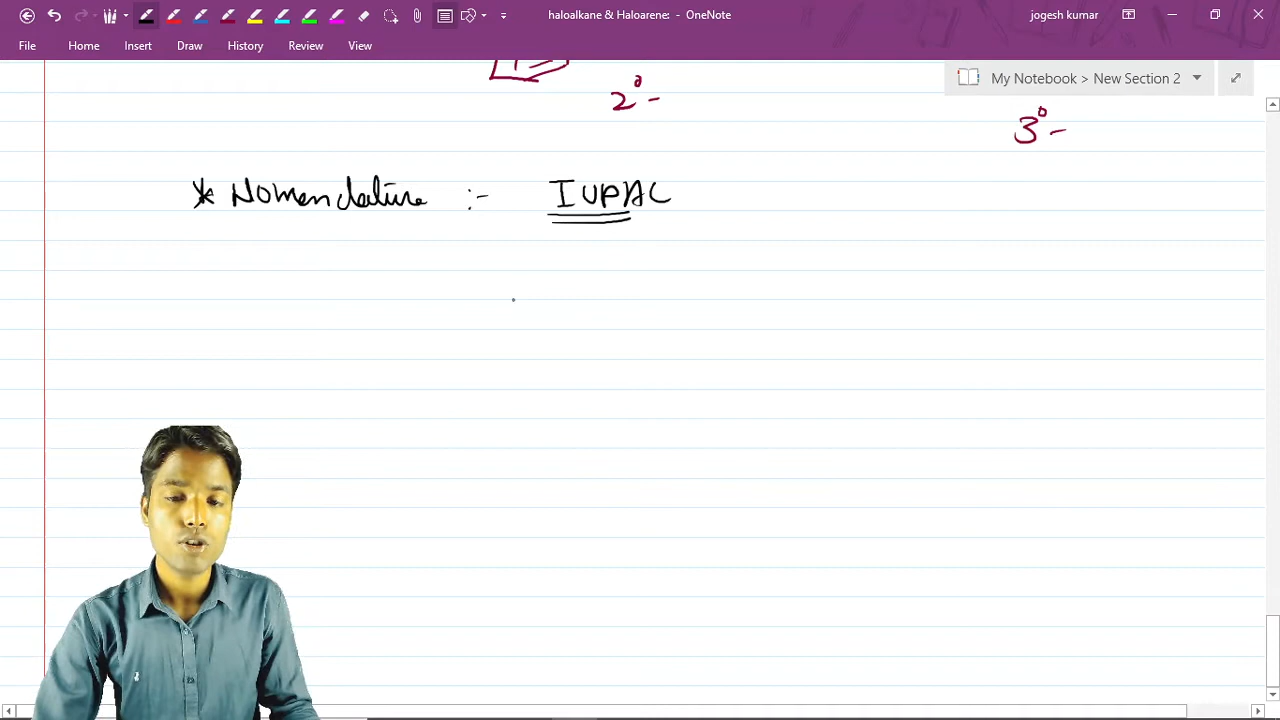 haloalkane & Haloarene: - OneNote
jogesh kumar
File Home Insert Draw History Review View
My Notebook > New Section 2
2° -
3° -
* Nomenclature :- IUPAC